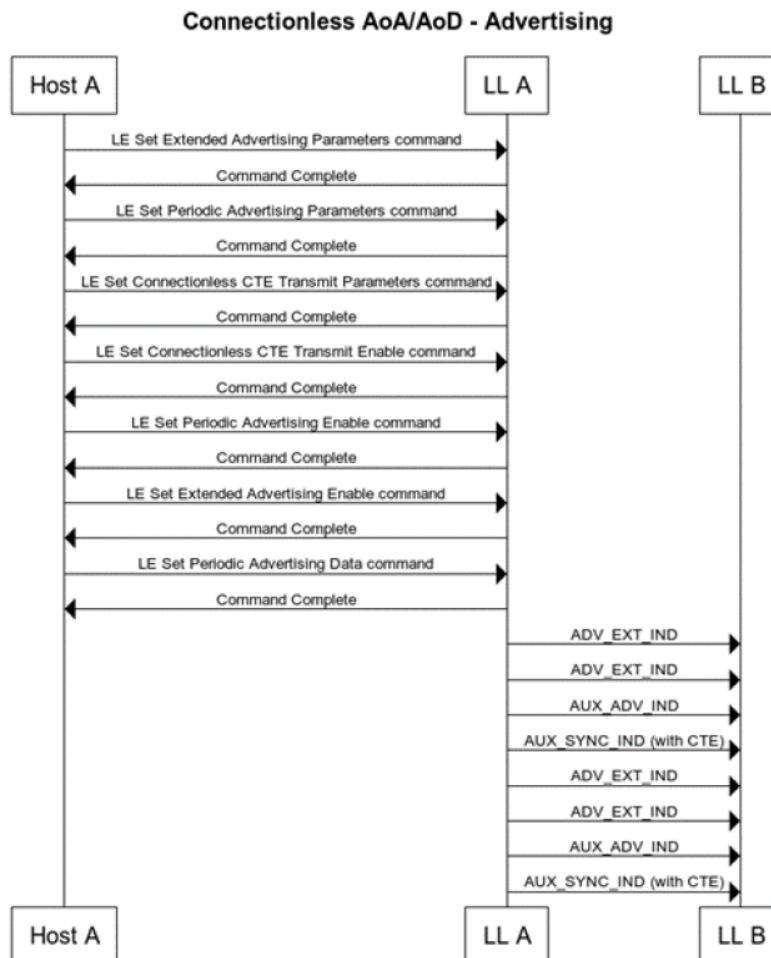 Connectionless AoA/AoD - Advertising
Host A LL A LL B
LE Set Extended Advertising Parameters command
Command Complete
LE Set Periodic Advertising Parameters command
Command Complete
LE Set Connectionless CTE Transmit Parameters command
Command Complete
LE Set Connectionless CTE Transmit Enable command
Command Complete
LE Set Periodic Advertising Enable command
Command Complete
LE Set Extended Advertising Enable command
Command Complete
LE Set Periodic Advertising Data command
Command Complete
ADV_EXT_IND
ADV_EXT_IND
AUX_ADV_IND
AUX_SYNC_IND (with CTE)
ADV_EXT_IND
ADV_EXT_IND
AUX_ADV_IND
AUX_SYNC_IND (with CTE)
Host A LL A LL B